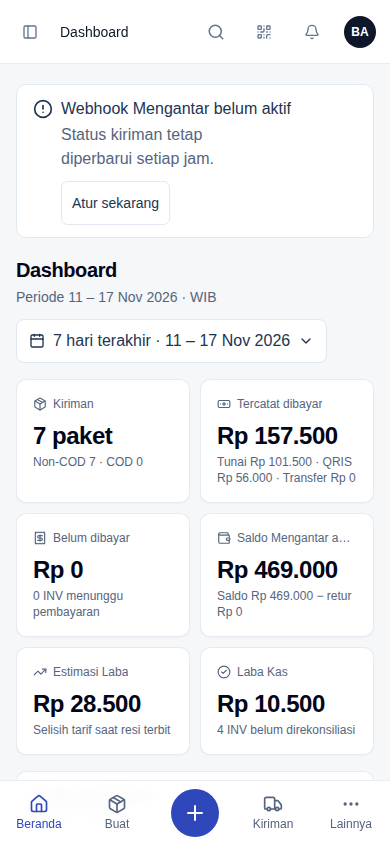 Dashboard
BA
Webhook Mengantar belum aktif
Status kiriman tetap
diperbarui setiap jam.
Atur sekarang
Dashboard
Periode 11 – 17 Nov 2026 · WIB
7 hari terakhir · 11 – 17 Nov 2026
Kiriman
7 paket
Non-COD 7 · COD 0
Tercatat dibayar
Rp 157.500
Tunai Rp 101.500 · QRIS
Rp 56.000 · Transfer Rp 0
Belum dibayar
Rp 0
0 INV menunggu
pembayaran
Saldo Mengantar a…
Rp 469.000
Saldo Rp 469.000 − retur
Rp 0
Estimasi Laba
Rp 28.500
Selisih tarif saat resi terbit
Laba Kas
Rp 10.500
4 INV belum direkonsiliasi
Beranda
Buat
Kiriman
Lainnya